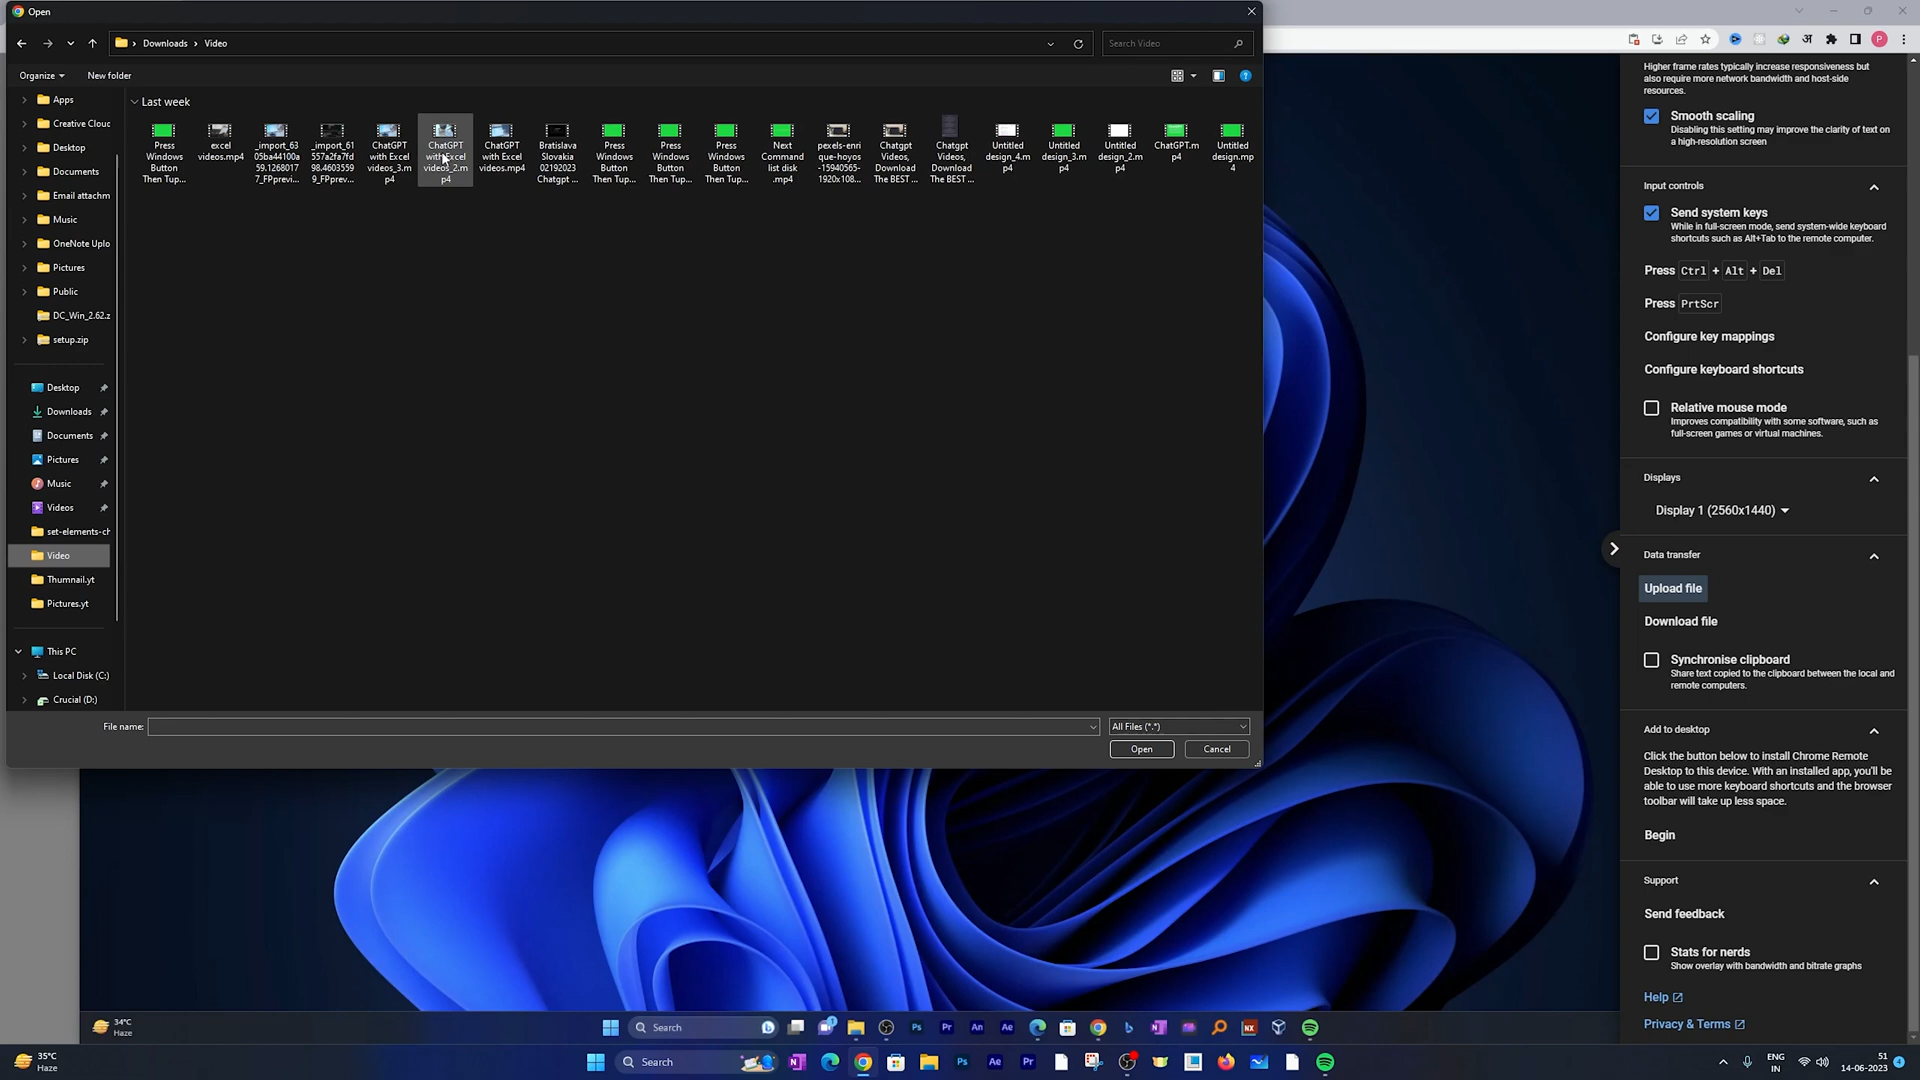 Open
Downloads › Video
Search Video
Organize
New folder
Apps
Creative Clouc
Desktop
Documents
Email attachm
Music
OneNote Uplo
Pictures
Public
DC_Win_2.62.z
setup.zip
Desktop
Downloads
Documents
Pictures
Music
Videos
set-elements-ch
Video
Thumnail.yt
Pictures.yt
This PC
Local Disk (C:)
Crucial (D:)
Last week
Press Windows Button Then Tup...
excel videos.mp4
_import_6305ba44100a59.12680177_FPprevi...
_import_61557a2fa7fd98.46035599_FPprev...
ChatGPT with Excel videos_3.mp4
ChatGPT with Excel videos_2.mp4
ChatGPT with Excel videos.mp4
Bratislava Slovakia 02192023 Chatgpt ...
Press Windows Button Then Tup...
Press Windows Button Then Tup...
Press Windows Button Then Tup...
Next Command list disk .mp4
pexels-enrique-hoyos-15940565-1920x108...
Chatgpt Videos, Download The BEST ...
Chatgpt Videos, Download The BEST ...
Untitled design_4.mp4
Untitled design_3.mp4
Untitled design_2.mp4
ChatGPT.mp4
Untitled design.mp4
File name:
All Files (*.*)
Open
Cancel
Higher frame rates typically increase responsiveness but
also require more network bandwidth and host-side
resources.
Smooth scaling
Disabling this setting may improve the clarity of text on
a high-resolution screen
Input controls
Send system keys
While in full-screen mode, send system-wide keyboard
shortcuts such as Alt+Tab to the remote computer.
Press Ctrl + Alt + Del
Press PrtScr
Configure key mappings
Configure keyboard shortcuts
Relative mouse mode
Improves compatibility with some software, such as
full-screen games or virtual machines.
Displays
Display 1 (2560x1440)
Data transfer
Upload file
Download file
Synchronise clipboard
Share text copied to the clipboard between the local and
remote computers.
Add to desktop
Click the button below to install Chrome Remote
Desktop to this device. With an installed app, you'll be
able to use more keyboard shortcuts and the browser
toolbar will take up less space.
Begin
Support
Send feedback
Stats for nerds
Show overlay with bandwidth and bitrate graphs
Help
Privacy & Terms
34°C
Haze
Search
35°C
Haze
Search
ENG
IN
51
14-06-2023
4